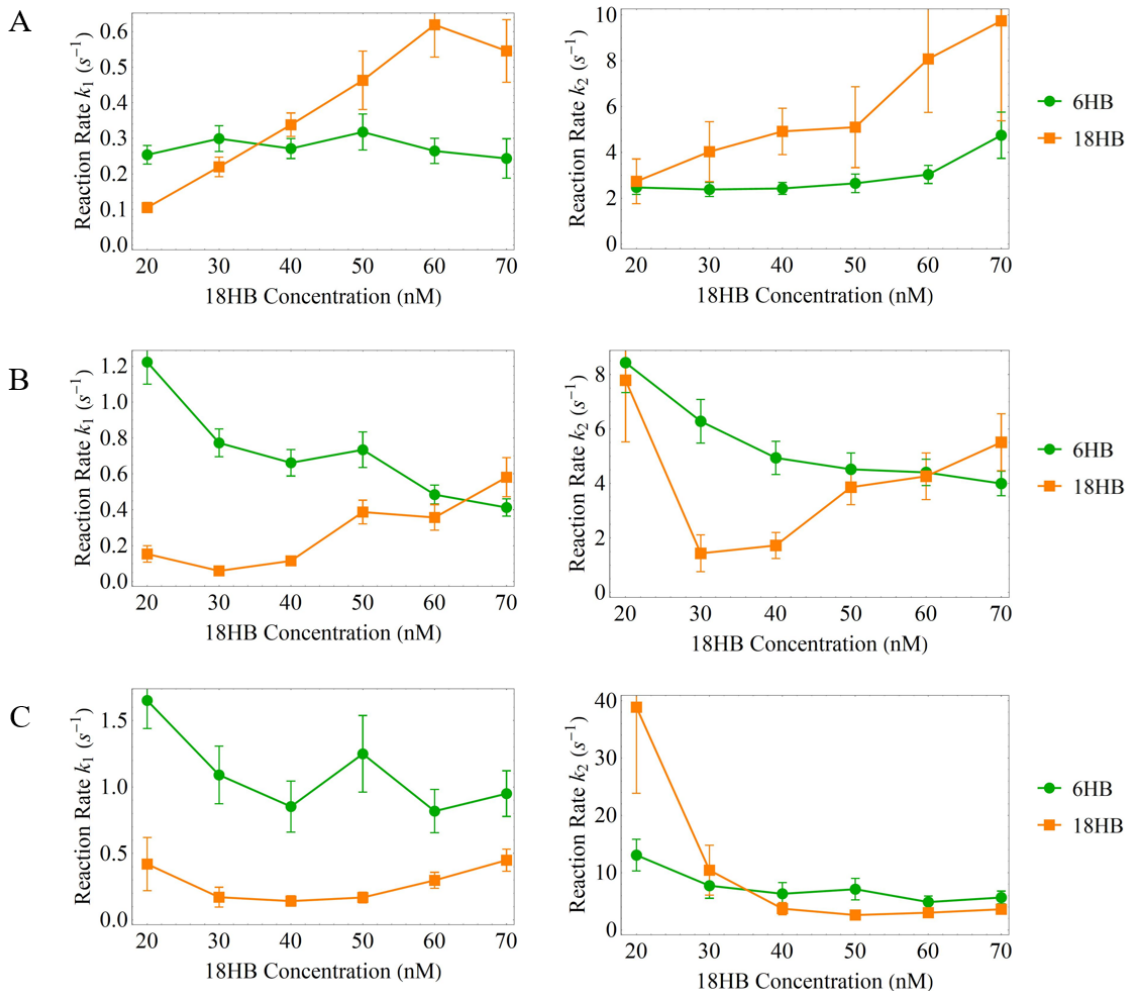 A
Reaction Rate k₁ (s⁻¹)
0.6
0.5
0.4
0.3
0.2
0.1
0.0
20 30 40 50 60 70
18HB Concentration (nM)
Reaction Rate k₂ (s⁻¹)
10
8
6
4
2
0
20 30 40 50 60 70
18HB Concentration (nM)
6HB
18HB
B
Reaction Rate k₁ (s⁻¹)
1.2
1.0
0.8
0.6
0.4
0.2
0.0
20 30 40 50 60 70
18HB Concentration (nM)
Reaction Rate k₂ (s⁻¹)
8
6
4
2
0
20 30 40 50 60 70
18HB Concentration (nM)
6HB
18HB
C
Reaction Rate k₁ (s⁻¹)
1.5
1.0
0.5
0.0
20 30 40 50 60 70
18HB Concentration (nM)
Reaction Rate k₂ (s⁻¹)
40
30
20
10
0
20 30 40 50 60 70
18HB Concentration (nM)
6HB
18HB